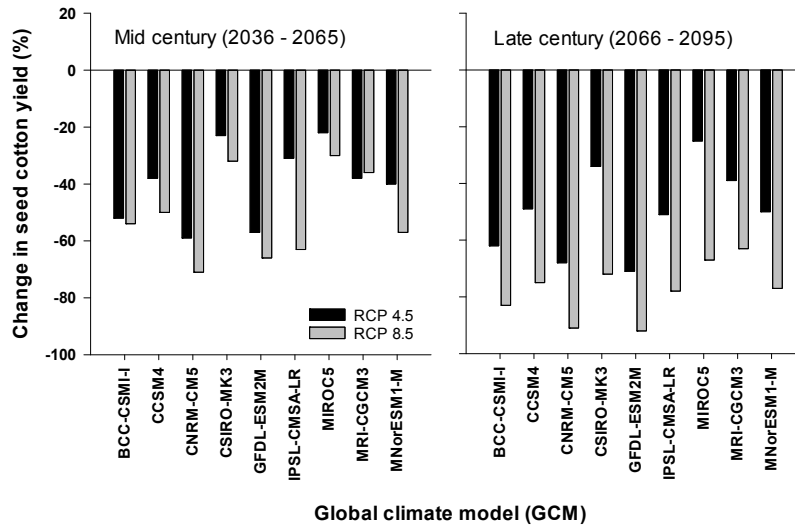 Change in seed cotton yield (%)
20
0
-20
-40
-60
-80
-100
Mid century (2036 - 2065)
RCP 4.5
RCP 8.5
BCC-CSMI-I
CCSM4
CNRM-CM5
CSIRO-MK3
GFDL-ESM2M
IPSL-CMSA-LR
MIROC5
MRI-CGCM3
MNorESM1-M
Late century (2066 - 2095)
BCC-CSMI-I
CCSM4
CNRM-CM5
CSIRO-MK3
GFDL-ESM2M
IPSL-CMSA-LR
MIROC5
MRI-CGCM3
MNorESM1-M
Global climate model (GCM)